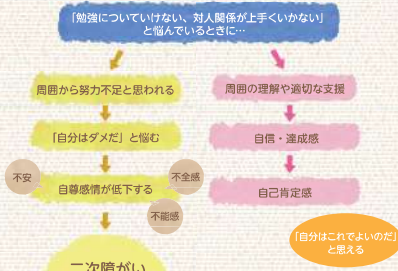 「勉強についていけない、対人関係が上手くいかない」
と悩んでいるときに…
周囲から努力不足と思われる
周囲の理解や適切な支援
「自分はダメだ」と悩む
自信・達成感
不安
不全感
自尊感情が低下する
自己肯定感
不能感
「自分はこれでよいのだ」
と思える
二次障がい